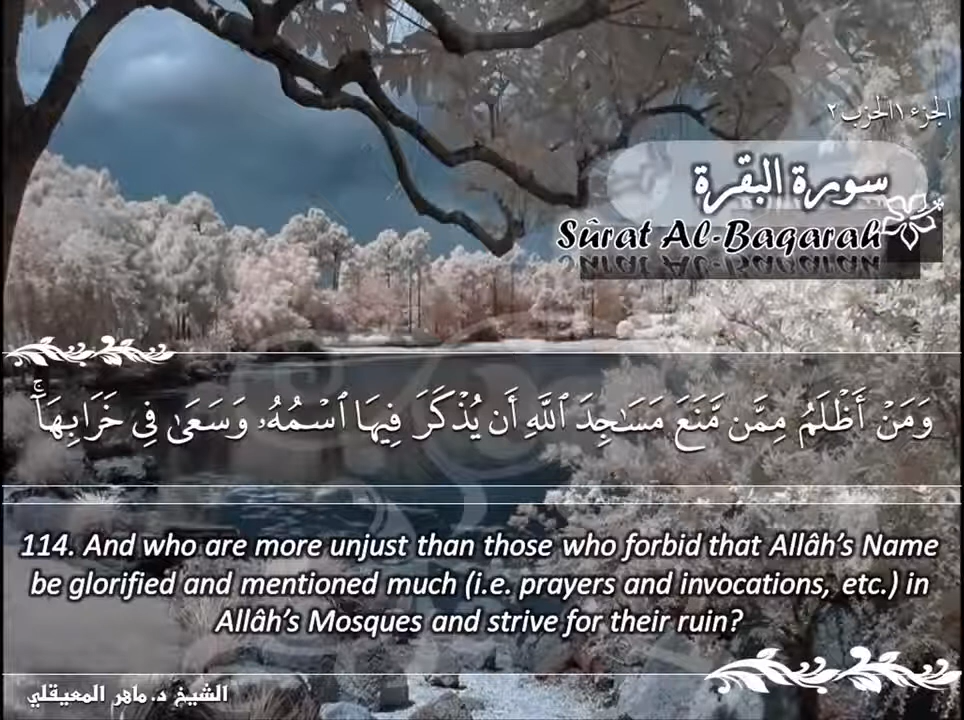 الجزء ١ الحزب ٢
سورة البقرة
Sûrat Al-Baqarah
وَمَنۡ أَظۡلَمُ مِمَّن مَّنَعَ مَسَـٰجِدَ ٱللَّهِ أَن يُذۡكَرَ فِيهَا ٱسۡمُهُۥ وَسَعَىٰ فِى خَرَابِهَآۚ
114. And who are more unjust than those who forbid that Allâh’s Name
be glorified and mentioned much (i.e. prayers and invocations, etc.) in
Allâh’s Mosques and strive for their ruin?
الشيخ د. ماهر المعيقلي